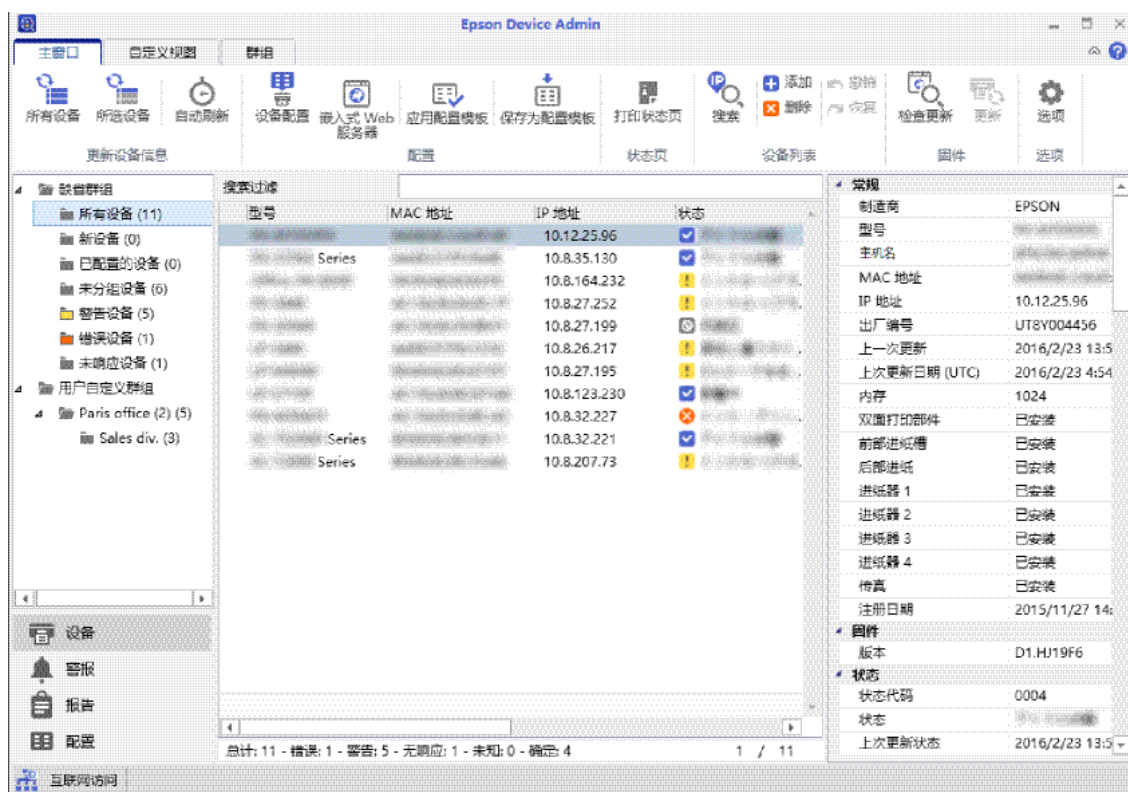 Epson Device Admin
主窗口 自定义视图 群组
所有设备 所选设备 自动刷新 设备配置 嵌入式 Web 服务器 应用配置模板 保存为配置模板 打印状态页 搜索 添加 删除 撤销 恢复 检查更新 更新 选项
更新设备信息 配置 状态页 设备列表 固件 选项
缺省群组
所有设备 (11)
新设备 (0)
已配置的设备 (0)
未分组设备 (6)
警告设备 (5)
错误设备 (1)
未响应设备 (1)
用户自定义群组
Paris office (2) (5)
Sales div. (3)
设备
警报
报告
配置
搜索过滤
型号 MAC 地址 IP 地址 状态
10.12.25.96
Series 10.8.35.130
10.8.164.232
10.8.27.252
10.8.27.199
10.8.26.217
10.8.27.195
10.8.123.230
10.8.32.227
Series 10.8.32.221
Series 10.8.207.73
总计: 11 - 错误: 1 - 警告: 5 - 无响应: 1 - 未知: 0 - 确定: 4 1 / 11
常规
制造商 EPSON
型号
主机名
MAC 地址
IP 地址 10.12.25.96
出厂编号 UT8Y004456
上一次更新 2016/2/23 13:5
上次更新日期 (UTC) 2016/2/23 4:54
内存 1024
双面打印部件 已安装
前部进纸槽 已安装
后部进纸 已安装
进纸器 1 已安装
进纸器 2 已安装
进纸器 3 已安装
进纸器 4 已安装
传真 已安装
注册日期 2015/11/27 14:
固件
版本 D1.HJ19F6
状态
状态代码 0004
状态
上次更新状态 2016/2/23 13:5
互联网访问